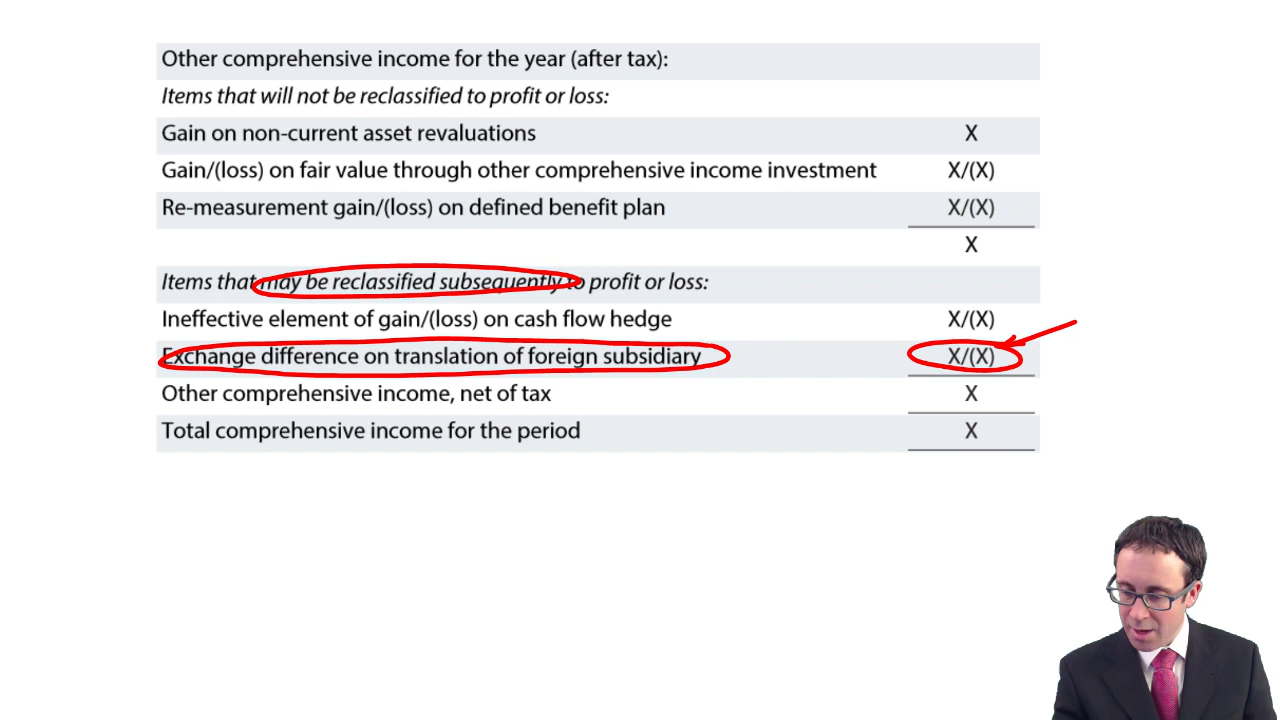 Other comprehensive income for the year (after tax):
Items that will not be reclassified to profit or loss:
Gain on non-current asset revaluations X
Gain/(loss) on fair value through other comprehensive income investment X/(X)
Re-measurement gain/(loss) on defined benefit plan X/(X)
X
Items that may be reclassified subsequently to profit or loss:
Ineffective element of gain/(loss) on cash flow hedge X/(X)
Exchange difference on translation of foreign subsidiary X/(X)
Other comprehensive income, net of tax X
Total comprehensive income for the period X